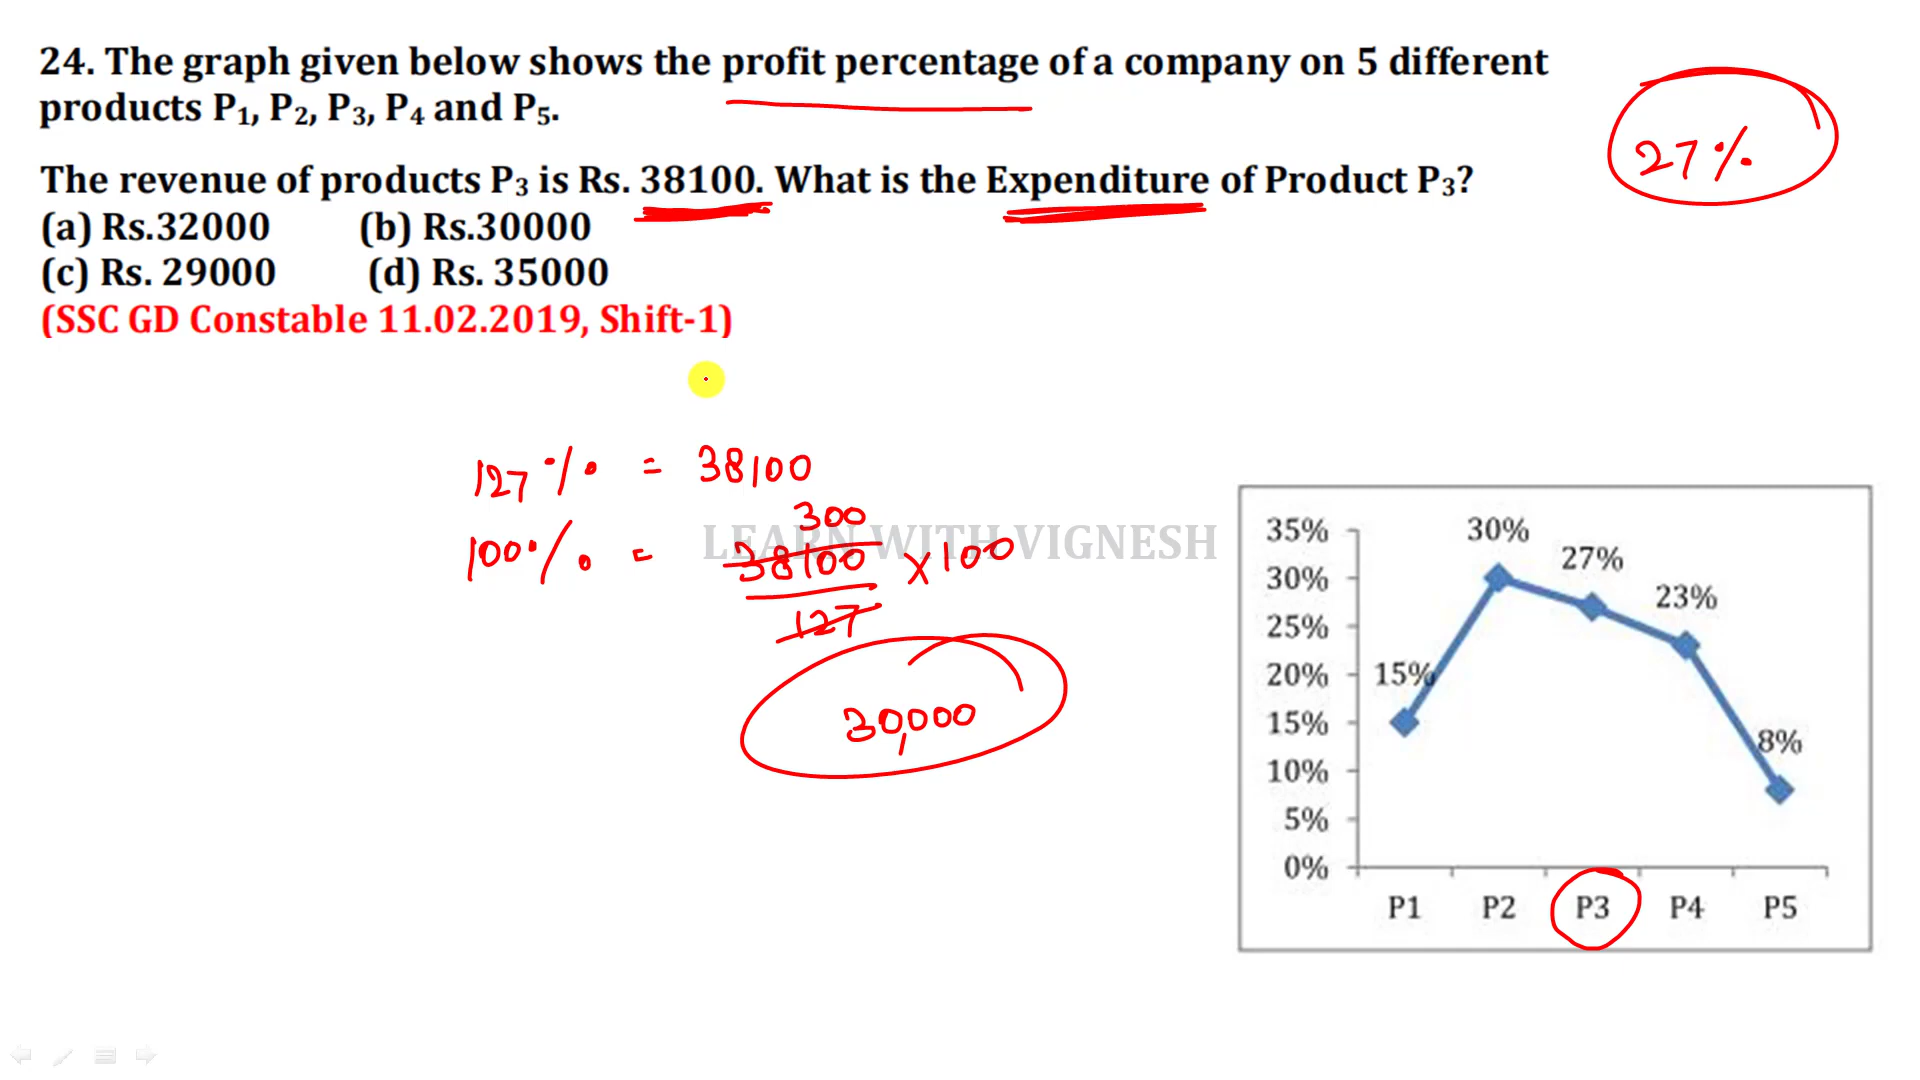 24. The graph given below shows the profit percentage of a company on 5 different
products P₁, P₂, P₃, P₄ and P₅.
The revenue of products P₃ is Rs. 38100. What is the Expenditure of Product P₃?
(a) Rs.32000 (b) Rs.30000
(c) Rs. 29000 (d) Rs. 35000
(SSC GD Constable 11.02.2019, Shift-1)
27%
127% = 38100
300
100% = 38100 × 100
127
30,000
LEARN WITH VIGNESH
35%
30%
25%
20%
15%
10%
5%
0%
15%
30%
27%
23%
8%
P1 P2 P3 P4 P5